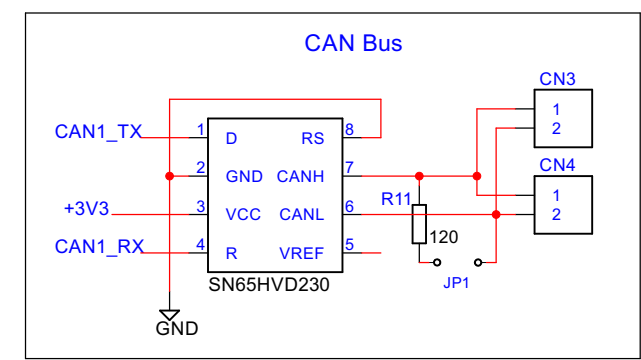 CAN Bus
CN3
1
2
CAN1_TX 1 D RS 8
2 GND CANH 7
CN4
1
2
+3V3 3 VCC CANL 6
R11
120
CAN1_RX 4 R VREF 5
JP1
SN65HVD230
GND